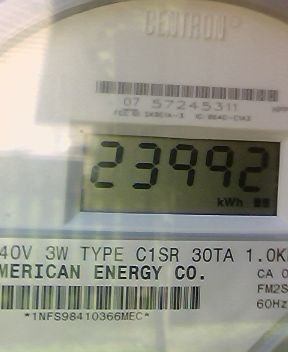 CENTRON
07 57245311
23992
kWh
40V 3W TYPE C1SR 30TA 1.0K
MERICAN ENERGY CO.
CA 0
FM2S
60Hz
*1NFS98410366MEC*